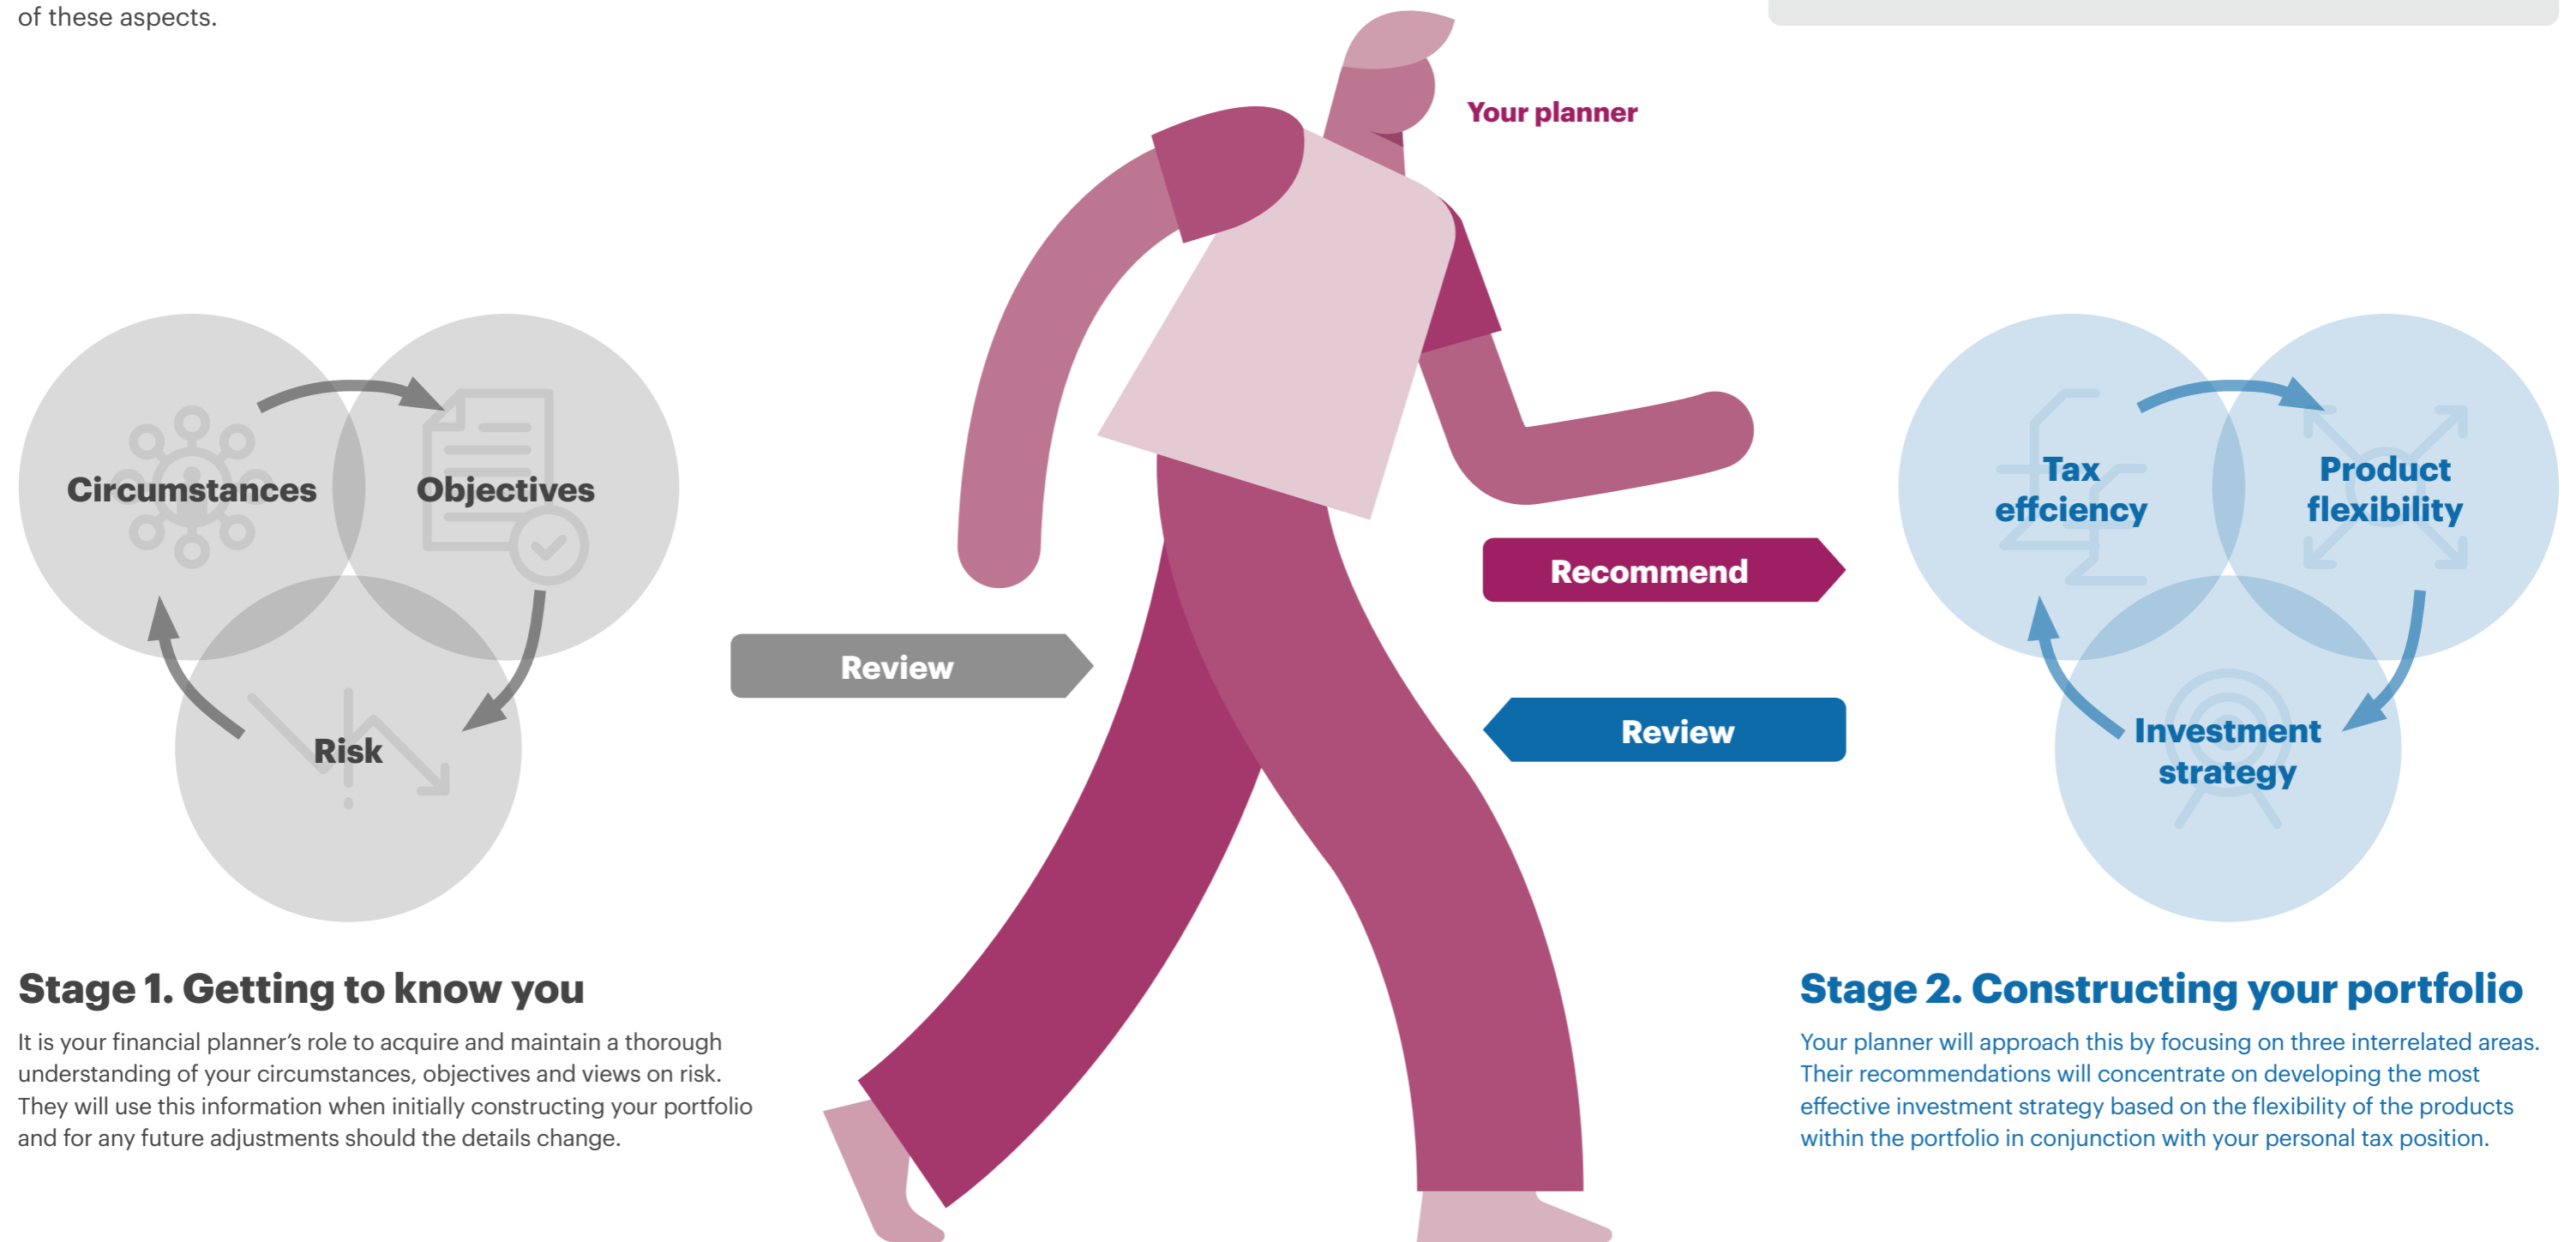 of these aspects.
Your planner
Circumstances
Objectives
Risk
Review
Recommend
Review
Tax
effciency
Product
flexibility
Investment
strategy
Stage 1. Getting to know you
It is your financial planner’s role to acquire and maintain a thorough
understanding of your circumstances, objectives and views on risk.
They will use this information when initially constructing your portfolio
and for any future adjustments should the details change.
Stage 2. Constructing your portfolio
Your planner will approach this by focusing on three interrelated areas.
Their recommendations will concentrate on developing the most
effective investment strategy based on the flexibility of the products
within the portfolio in conjunction with your personal tax position.